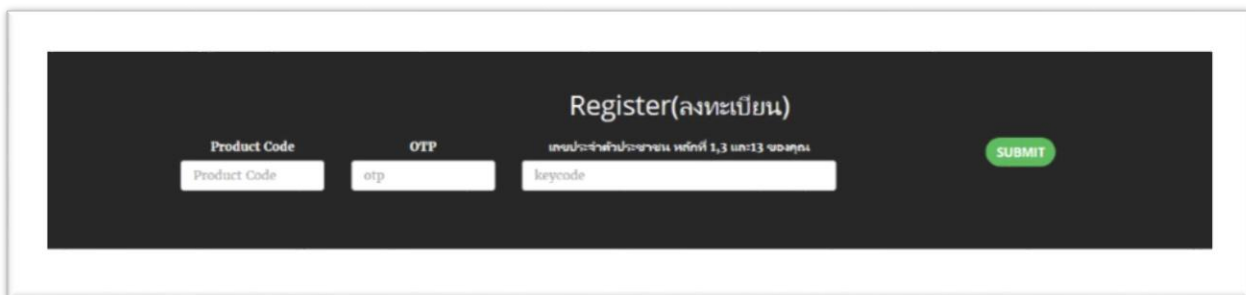 Register(ลงทะเบียน)
Product Code OTP เลขประจำตัวประชาชน หลักที่ 1,3 และ13 ของคุณ
Product Code otp keycode SUBMIT